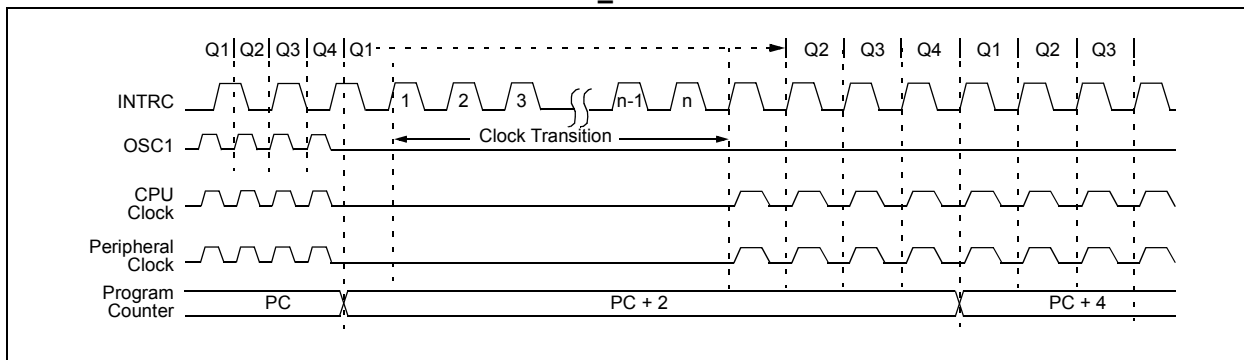 Q1 Q2 Q3 Q4 Q1 Q2 Q3 Q4 Q1 Q2 Q3
INTRC 1 2 3 n-1 n
Clock Transition
OSC1
CPU
Clock
Peripheral
Clock
Program
Counter
PC PC + 2 PC + 4